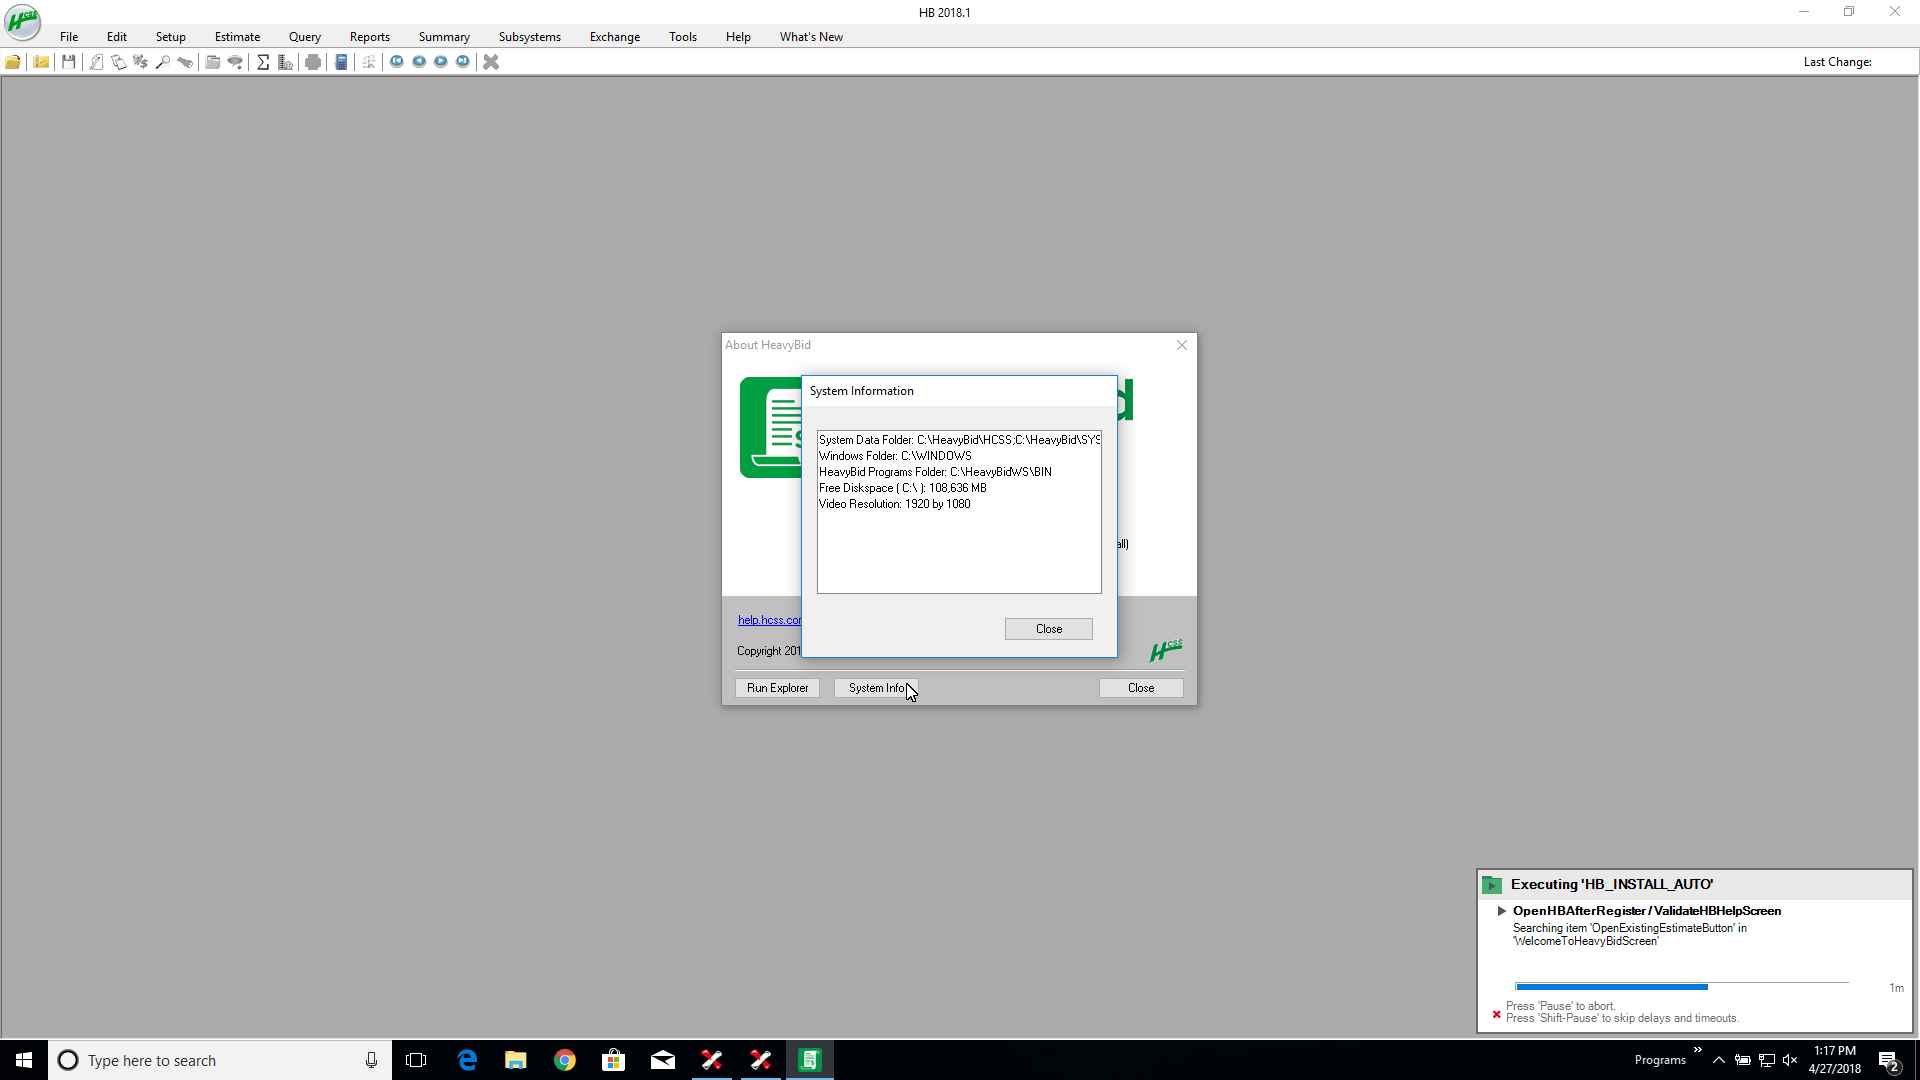 HB 2018.1
File Edit Setup Estimate Query Reports Summary Subsystems Exchange Tools Help What's New
Last Change:
About HeavyBid
System Information
System Data Folder: C:\HeavyBid\HCSS;C:\HeavyBid\SYS
Windows Folder: C:\WINDOWS
HeavyBid Programs Folder: C:\HeavyBidWS\BIN
Free Diskspace ( C:\ ): 108,636 MB
Video Resolution: 1920 by 1080
all)
help.hcss.com
Close
Copyright 201
HCSS
Run Explorer System Info Close
Executing 'HB_INSTALL_AUTO'
OpenHBAfterRegister / ValidateHBHelpScreen
Searching item 'OpenExistingEstimateButton' in
'WelcomeToHeavyBidScreen'
1m
Press 'Pause' to abort.
Press 'Shift-Pause' to skip delays and timeouts.
Type here to search
Programs
1:17 PM
4/27/2018
2